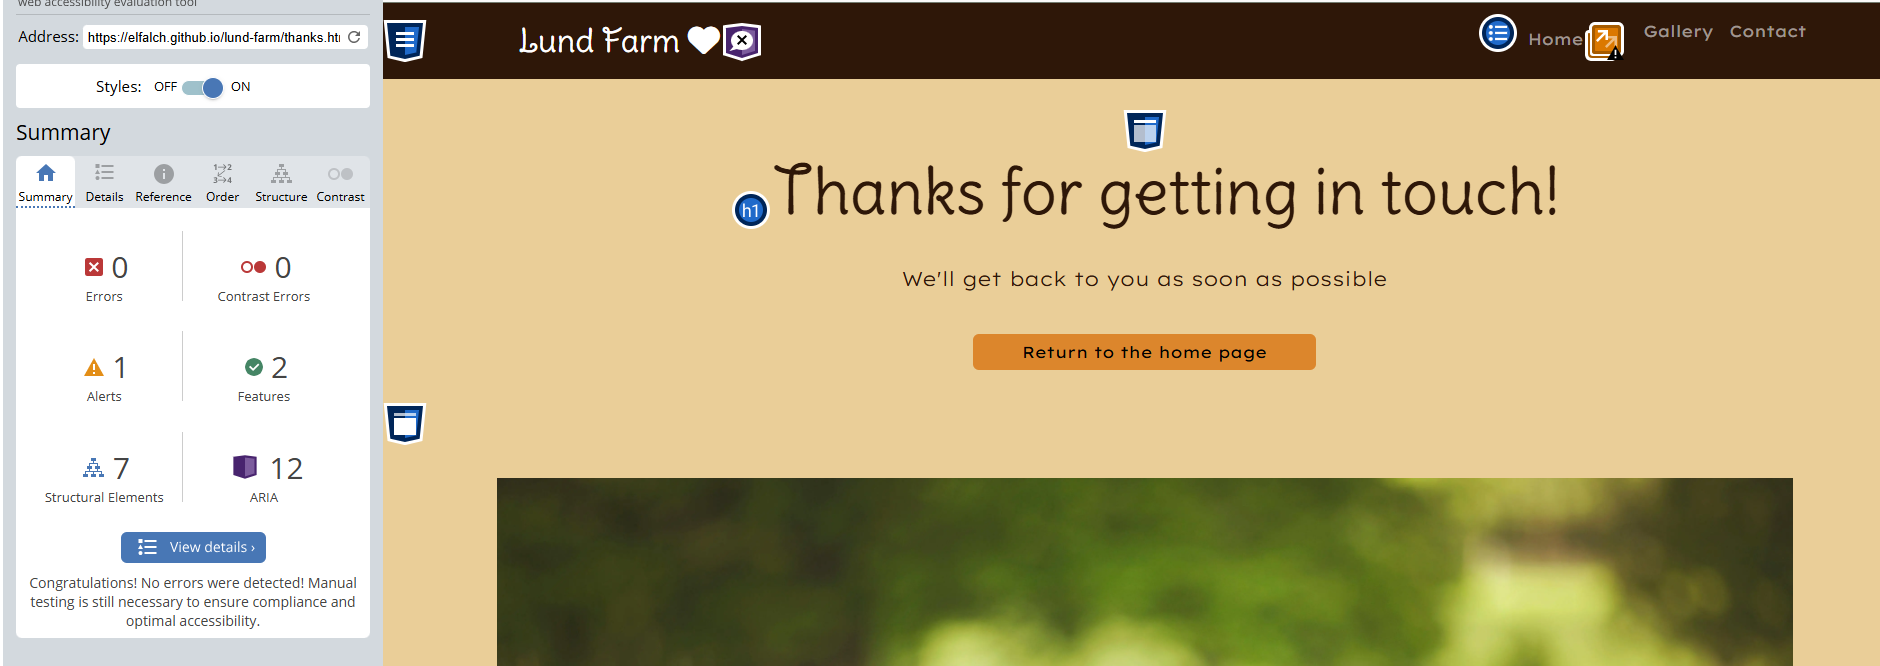 web accessibility evaluation tool
Address: https://elfalch.github.io/lund-farm/thanks.ht
Styles: OFF ON
Summary
Summary Details Reference Order Structure Contrast
0 Errors
0 Contrast Errors
1 Alerts
2 Features
7 Structural Elements
12 ARIA
View details ›
Congratulations! No errors were detected! Manual
testing is still necessary to ensure compliance and
optimal accessibility.
Lund Farm
Home Gallery Contact
h1 Thanks for getting in touch!
We'll get back to you as soon as possible
Return to the home page